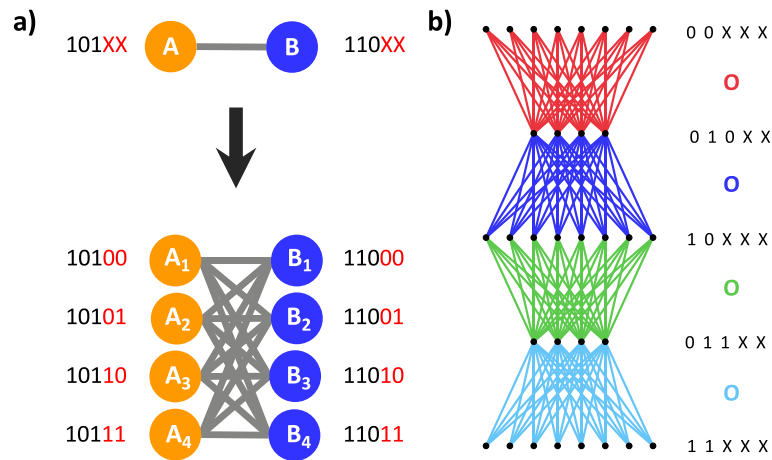 a)
101XX A B 110XX
10100 A1 B1 11000
10101 A2 B2 11001
10110 A3 B3 11010
10111 A4 B4 11011
b)
0 0 X X X
O
0 1 0 X X
O
1 0 X X X
O
0 1 1 X X
O
1 1 X X X